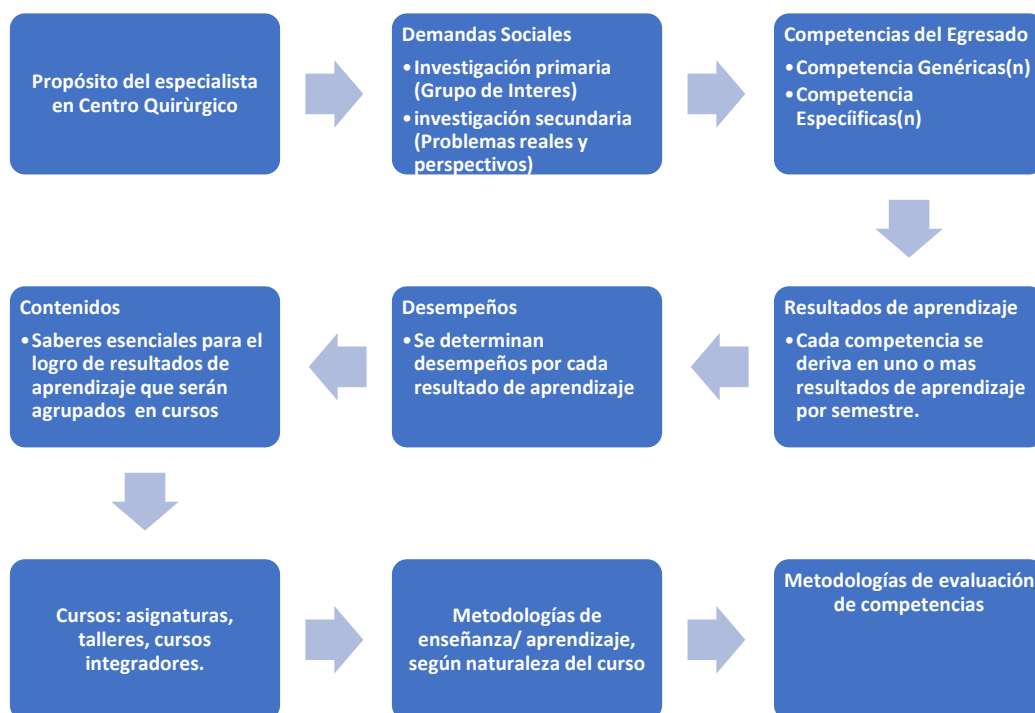 Propósito del especialista
en Centro Quirùrgico
Demandas Sociales
•Investigación primaria
(Grupo de Interes)
•investigación secundaria
(Problemas reales y
perspectivos)
Competencias del Egresado
•Competencia Genéricas(n)
•Competencia
Especíificas(n)
Resultados de aprendizaje
•Cada competencia se
deriva en uno o mas
resultados de aprendizaje
por semestre.
Desempeños
•Se determinan
desempeños por cada
resultado de aprendizaje
Contenidos
•Saberes esenciales para el
logro de resultados de
aprendizaje que serán
agrupados en cursos
Cursos: asignaturas,
talleres, cursos
integradores.
Metodologías de
enseñanza/ aprendizaje,
según naturaleza del curso
Metodologías de evaluación
de competencias